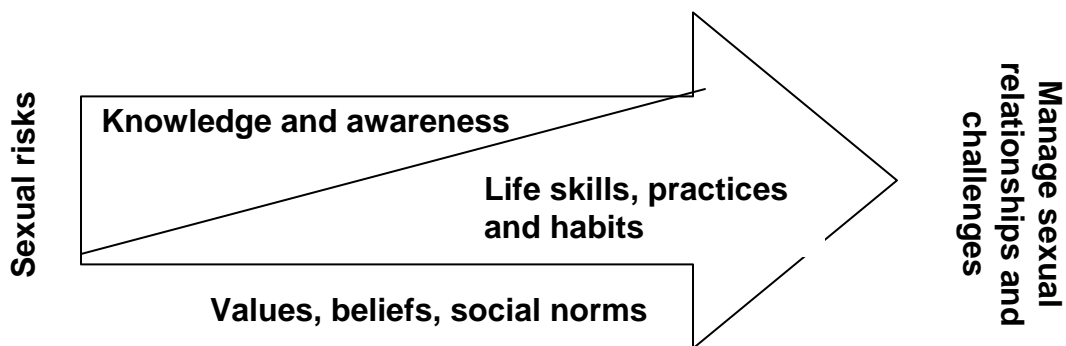 Sexual risks
Knowledge and awareness
Life skills, practices
and habits
Values, beliefs, social norms
Manage sexual
relationships and
challenges